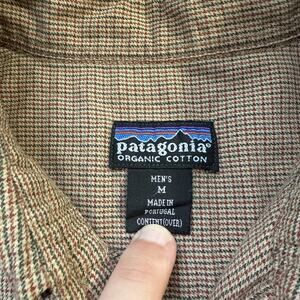 patagonia®
ORGANIC COTTON
MEN'S
M
MADE IN
PORTUGAL
CONTENT(OVER)